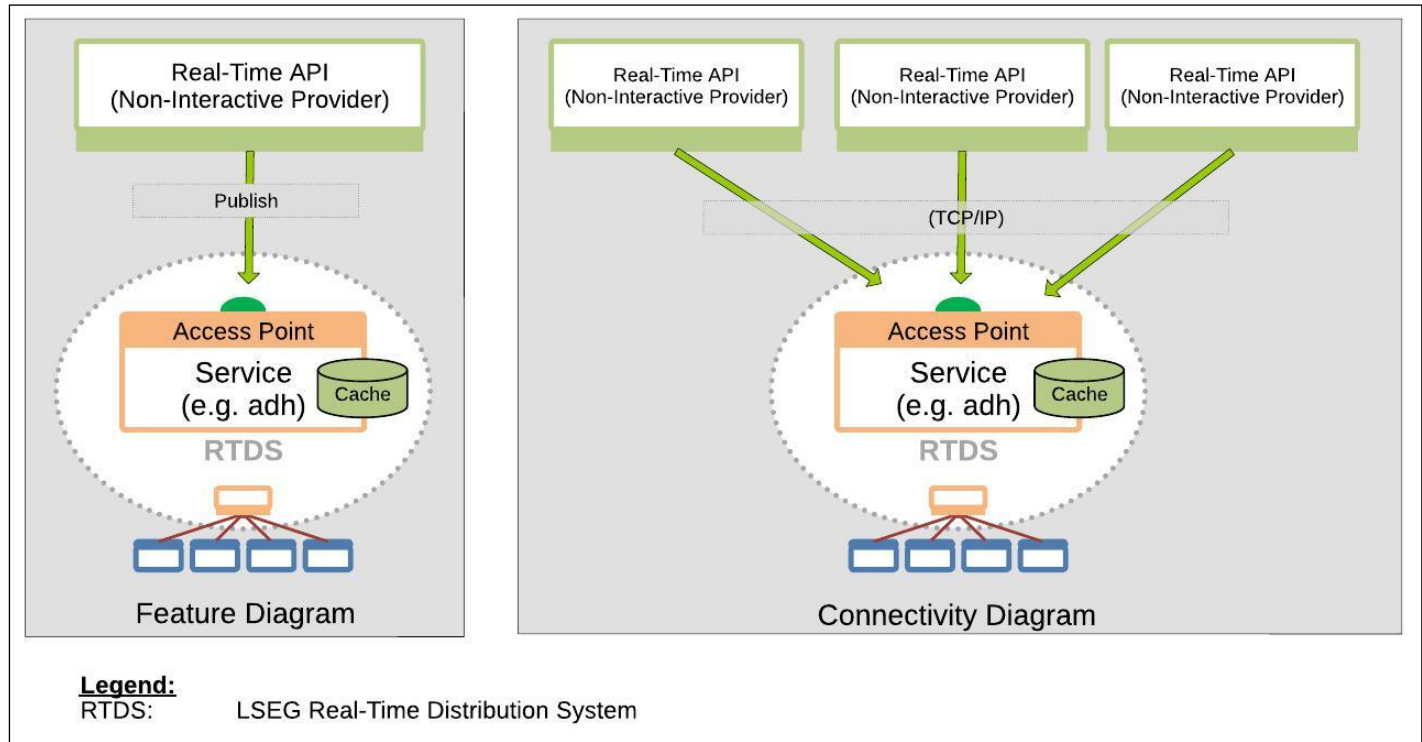 Real-Time API
(Non-Interactive Provider)
Publish
Access Point
Service
(e.g. adh)
Cache
RTDS
Feature Diagram
Real-Time API
(Non-Interactive Provider)
Real-Time API
(Non-Interactive Provider)
Real-Time API
(Non-Interactive Provider)
(TCP/IP)
Access Point
Service
(e.g. adh)
Cache
RTDS
Connectivity Diagram
Legend:
RTDS: LSEG Real-Time Distribution System